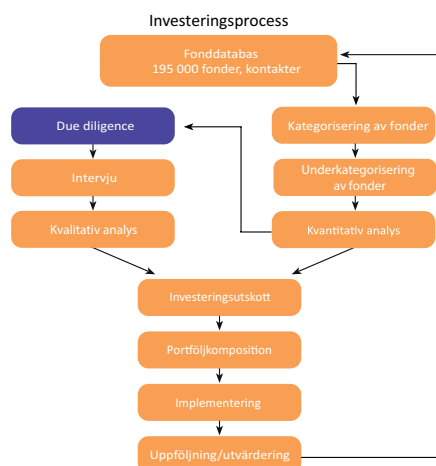 Investeringsprocess
Fonddatabas
195 000 fonder, kontakter
Due diligence
Kategorisering av fonder
Intervju
Underkategorisering
av fonder
Kvalitativ analys
Kvantitativ analys
Investeringsutskott
Portföljkomposition
Implementering
Uppföljning/utvärdering